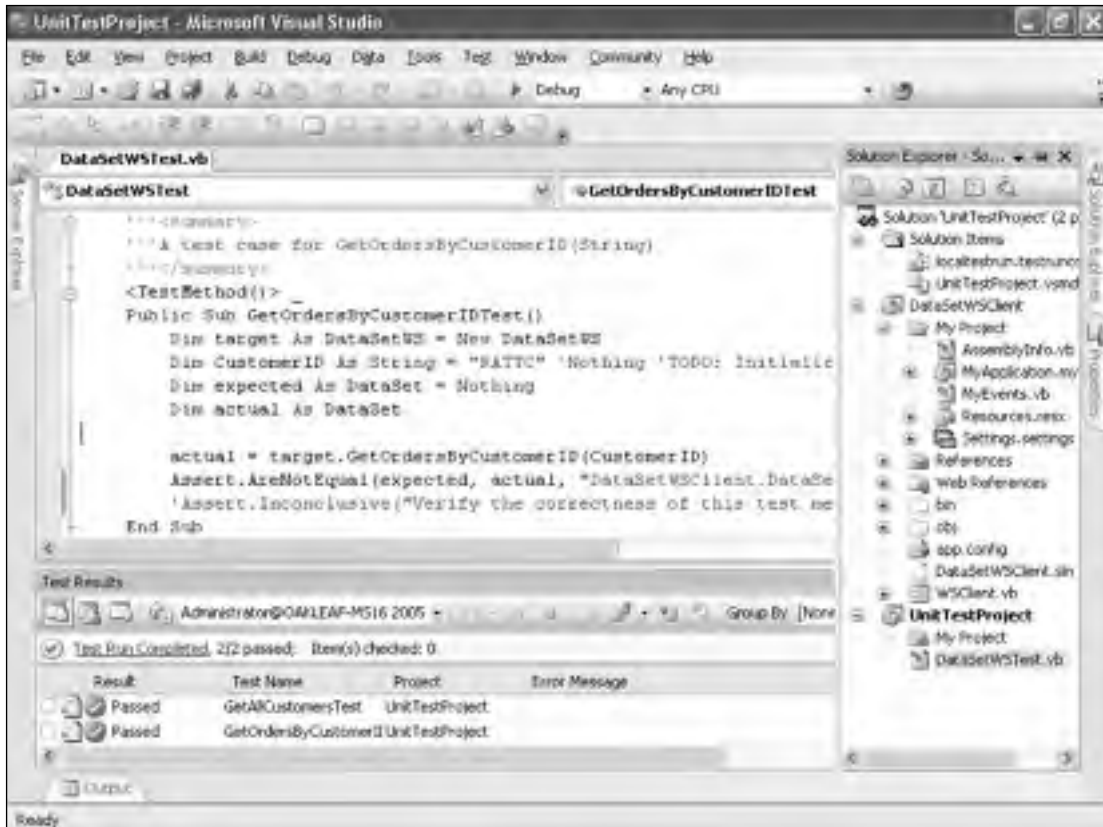 UnitTestProject - Microsoft Visual Studio
File Edit View Project Build Debug Data Tools Test Window Community Help
Debug Any CPU
DataSetWSTest.vb
DataSetWSTest GetOrdersByCustomerIDTest
'''<summary>
'''A test case for GetOrdersByCustomerID(String)
'''</summary>
<TestMethod()> _
Public Sub GetOrdersByCustomerIDTest()
Dim target As DataSetWS = New DataSetWS
Dim CustomerID As String = "RATTC" 'Nothing 'TODO: Initializ
Dim expected As DataSet = Nothing
Dim actual As DataSet
actual = target.GetOrdersByCustomerID(CustomerID)
Assert.AreNotEqual(expected, actual, "DataSetWSClient.DataSe
'Assert.Inconclusive("Verify the correctness of this test me
End Sub
Server Explorer
Test Results
Administrator@OAKLEAF-MS16 2005 Group By [None
Test Run Completed, 2/2 passed; Item(s) checked: 0
Result Test Name Project Error Message
Passed GetAllCustomersTest UnitTestProject
Passed GetOrdersByCustomerI UnitTestProject
Output
Ready
Solution Explorer - So...
Solution 'UnitTestProject' (2 p
Solution Items
localtestrun.testrunco
UnitTestProject.vsmd
DataSetWSClient
My Project
AssemblyInfo.vb
MyApplication.my
MyEvents.vb
Resources.resx
Settings.settings
References
Web References
bin
obj
app.config
DataSetWSClient.sln
WSClient.vb
UnitTestProject
My Project
DataSetWSTest.vb
Solution Explorer
Properties